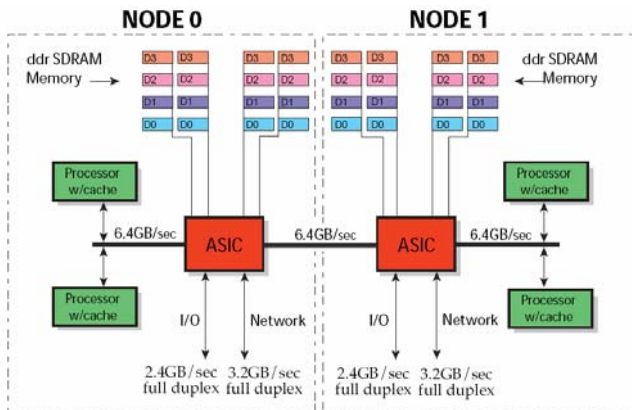 NODE 0
NODE 1
ddr SDRAM
Memory
D3 D3 D3 D3
D2 D2 D2 D2
D1 D1 D1 D1
D0 D0 D0 D0
D3 D3 D3 D3
D2 D2 D2 D2
D1 D1 D1 D1
D0 D0 D0 D0
ddr SDRAM
Memory
Processor
w/cache
Processor
w/cache
6.4GB/sec
ASIC
6.4GB/sec
ASIC
6.4GB/sec
Processor
w/cache
Processor
w/cache
I/O
Network
I/O
Network
2.4GB/sec
full duplex
3.2GB/sec
full duplex
2.4GB/sec
full duplex
3.2GB/sec
full duplex